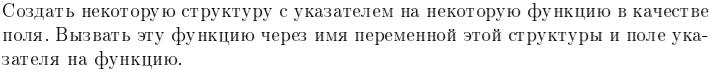 Создать некоторую структуру с указателем на некоторую функцию в качестве
поля. Вызвать эту функцию через имя переменной этой структуры и поле ука-
зателя на функцию.